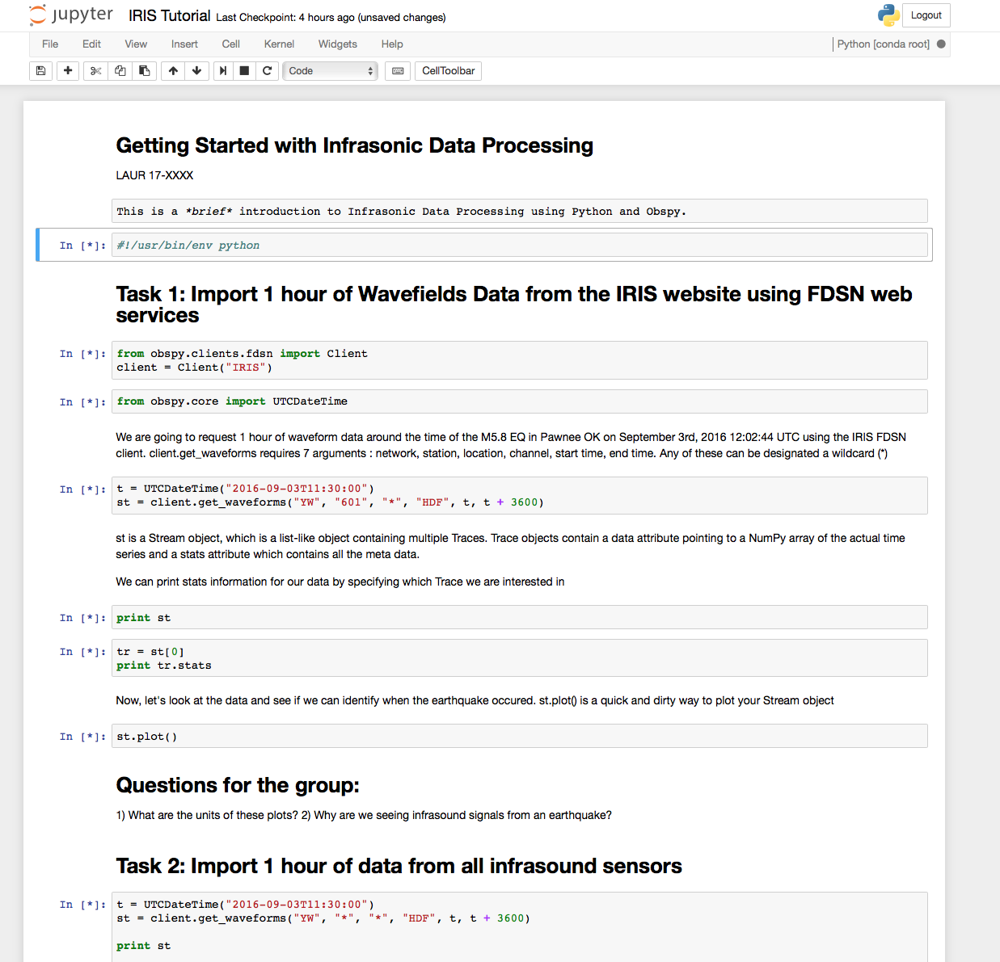 jupyter IRIS Tutorial Last Checkpoint: 4 hours ago (unsaved changes) Logout
File Edit View Insert Cell Kernel Widgets Help Python [conda root]
Code CellToolbar
Getting Started with Infrasonic Data Processing
LAUR 17-XXXX
This is a *brief* introduction to Infrasonic Data Processing using Python and Obspy.
In [*]: #!/usr/bin/env python
Task 1: Import 1 hour of Wavefields Data from the IRIS website using FDSN web
services
In [*]: from obspy.clients.fdsn import Client
client = Client("IRIS")
In [*]: from obspy.core import UTCDateTime
We are going to request 1 hour of waveform data around the time of the M5.8 EQ in Pawnee OK on September 3rd, 2016 12:02:44 UTC using the IRIS FDSN
client. client.get_waveforms requires 7 arguments : network, station, location, channel, start time, end time. Any of these can be designated a wildcard (*)
In [*]: t = UTCDateTime("2016-09-03T11:30:00")
st = client.get_waveforms("YW", "601", "*", "HDF", t, t + 3600)
st is a Stream object, which is a list-like object containing multiple Traces. Trace objects contain a data attribute pointing to a NumPy array of the actual time
series and a stats attribute which contains all the meta data.
We can print stats information for our data by specifying which Trace we are interested in
In [*]: print st
In [*]: tr = st[0]
print tr.stats
Now, let's look at the data and see if we can identify when the earthquake occured. st.plot() is a quick and dirty way to plot your Stream object
In [*]: st.plot()
Questions for the group:
1) What are the units of these plots? 2) Why are we seeing infrasound signals from an earthquake?
Task 2: Import 1 hour of data from all infrasound sensors
In [*]: t = UTCDateTime("2016-09-03T11:30:00")
st = client.get_waveforms("YW", "*", "*", "HDF", t, t + 3600)
print st